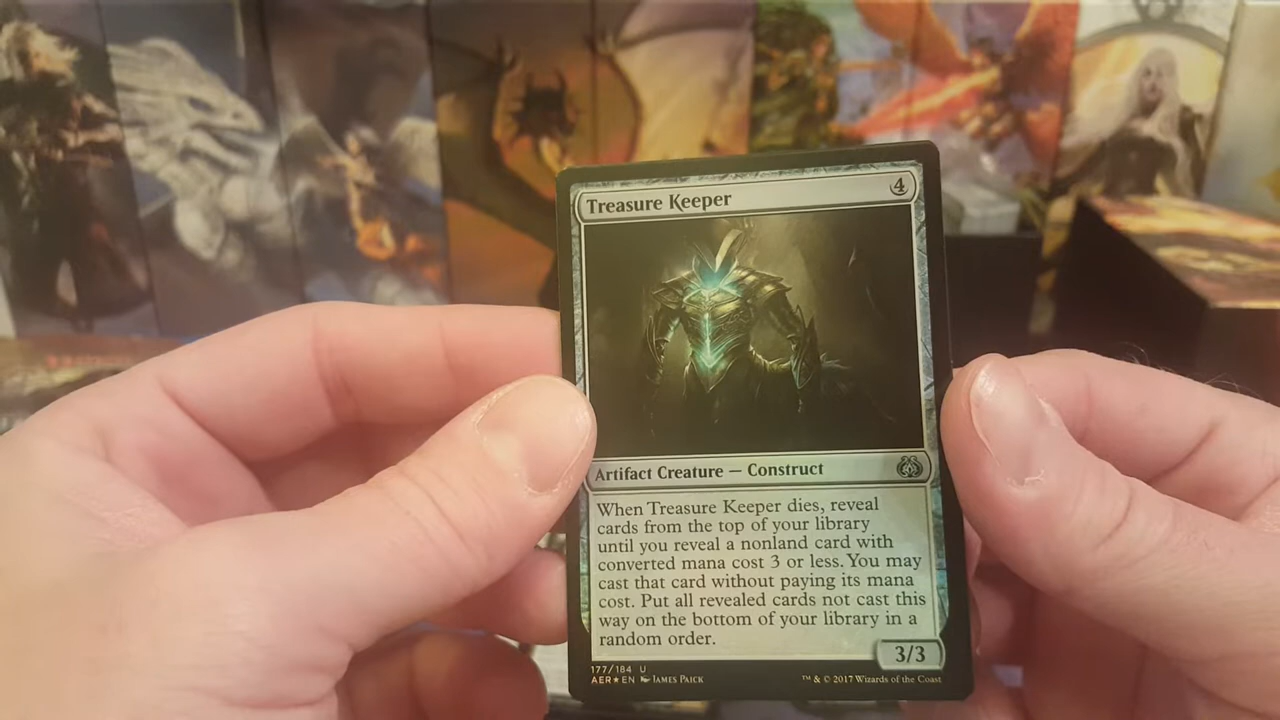 Treasure Keeper 4
Artifact Creature — Construct
When Treasure Keeper dies, reveal
cards from the top of your library
until you reveal a nonland card with
converted mana cost 3 or less. You may
cast that card without paying its mana
cost. Put all revealed cards not cast this
way on the bottom of your library in a
random order.
3/3
177/184 U
AER★EN James Paick
™ & © 2017 Wizards of the Coast